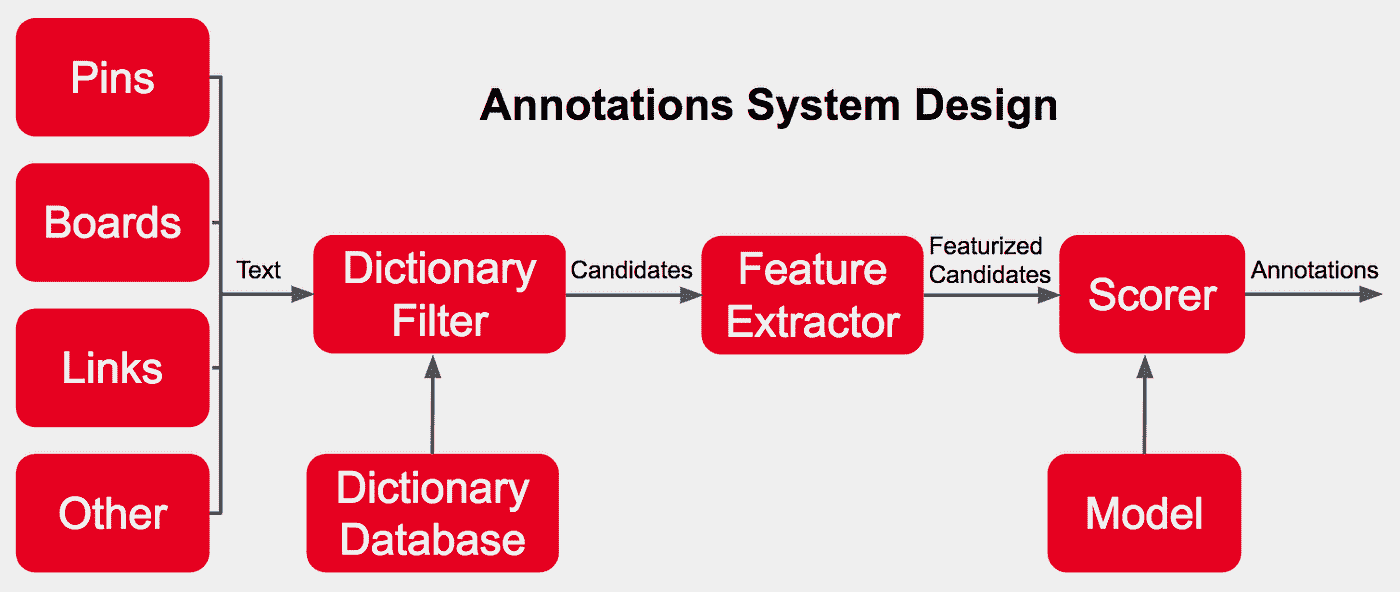 Annotations System Design
Pins
Boards
Links
Other
Text
Dictionary
Filter
Dictionary
Database
Candidates
Feature
Extractor
Featurized
Candidates
Scorer
Model
Annotations